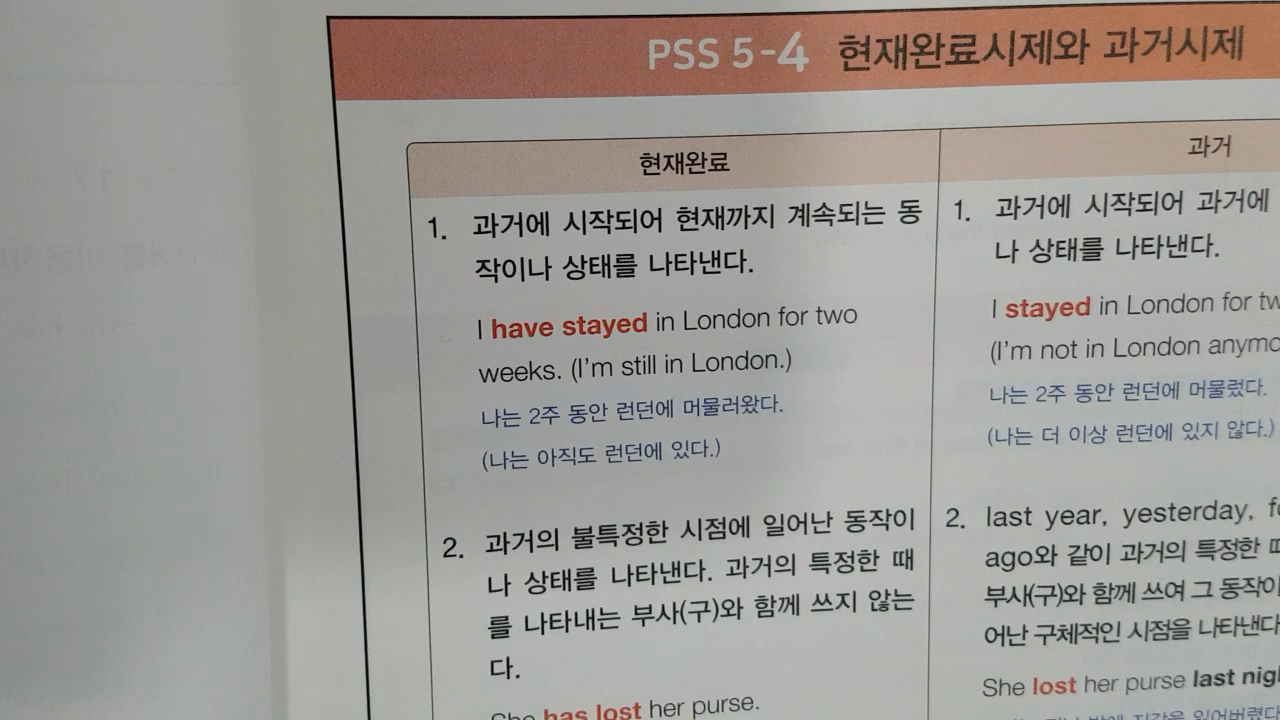 PSS 5-4 현재완료시제와 과거시제
현재완료
1. 과거에 시작되어 현재까지 계속되는 동
작이나 상태를 나타낸다.
I have stayed in London for two
weeks. (I'm still in London.)
나는 2주 동안 런던에 머물러왔다.
(나는 아직도 런던에 있다.)
2. 과거의 불특정한 시점에 일어난 동작이
나 상태를 나타낸다. 과거의 특정한 때
를 나타내는 부사(구)와 함께 쓰지 않는
다.
She has lost her purse.
과거
1. 과거에 시작되어 과거에
나 상태를 나타낸다.
I stayed in London for
(I'm not in London
나는 2주 동안 런던에 머물렀다.
(나는 더 이상 런던에 있지 않다.)
2. last year, yesterday,
ago와 같이 과거의 특정한
부사(구)와 함께 쓰여 그 동작이
어난 구체적인 시점을 나타낸다
She lost her purse last